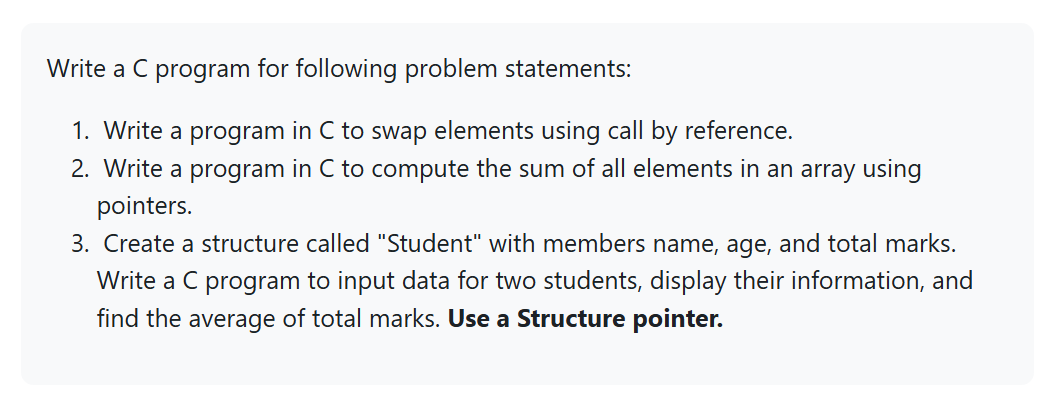 Write a C program for following problem statements:
1. Write a program in C to swap elements using call by reference.
2. Write a program in C to compute the sum of all elements in an array using
pointers.
3. Create a structure called "Student" with members name, age, and total marks.
Write a C program to input data for two students, display their information, and
find the average of total marks. Use a Structure pointer.